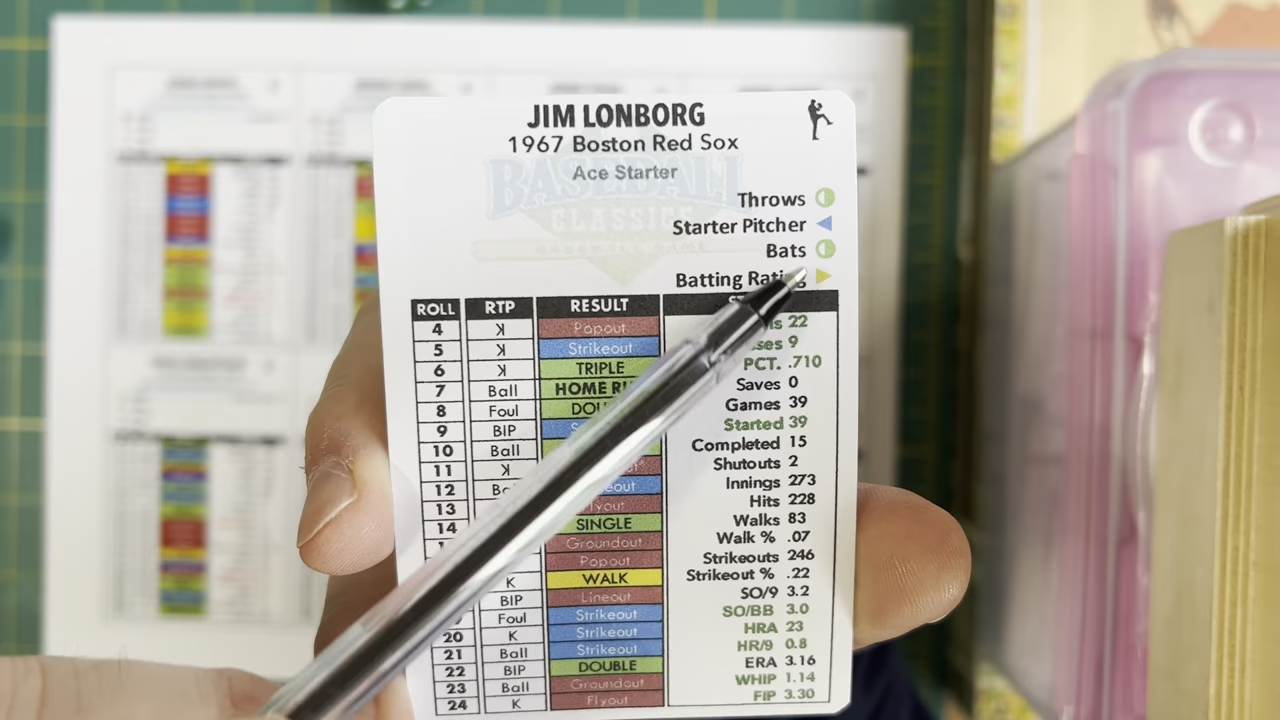 JIM LONBORG
1967 Boston Red Sox
BASEBALL
CLASSICS
Ace Starter
Throws
Starter Pitcher
Bats
Batting
ROLL RTP RESULT
4 ꓘ Popout 22
5 ꓘ Strikeout 9
6 ꓘ TRIPLE PCT. .710
7 Ball HOME Saves 0
8 Foul Games 39
9 BIP Started 39
10 Ball Completed 15
11 ꓘ Shutouts 2
12 Innings 273
13 Hits 228
14 SINGLE Walks 83
Groundout Walk % .07
Popout Strikeouts 246
K WALK Strikeout % .22
BIP Lineout SO/9 3.2
Foul Strikeout SO/BB 3.0
20 K Strikeout HRA 23
21 Ball Strikeout HR/9 0.8
22 BIP DOUBLE ERA 3.16
23 Ball Groundout WHIP 1.14
24 K Flyout FIP 3.30